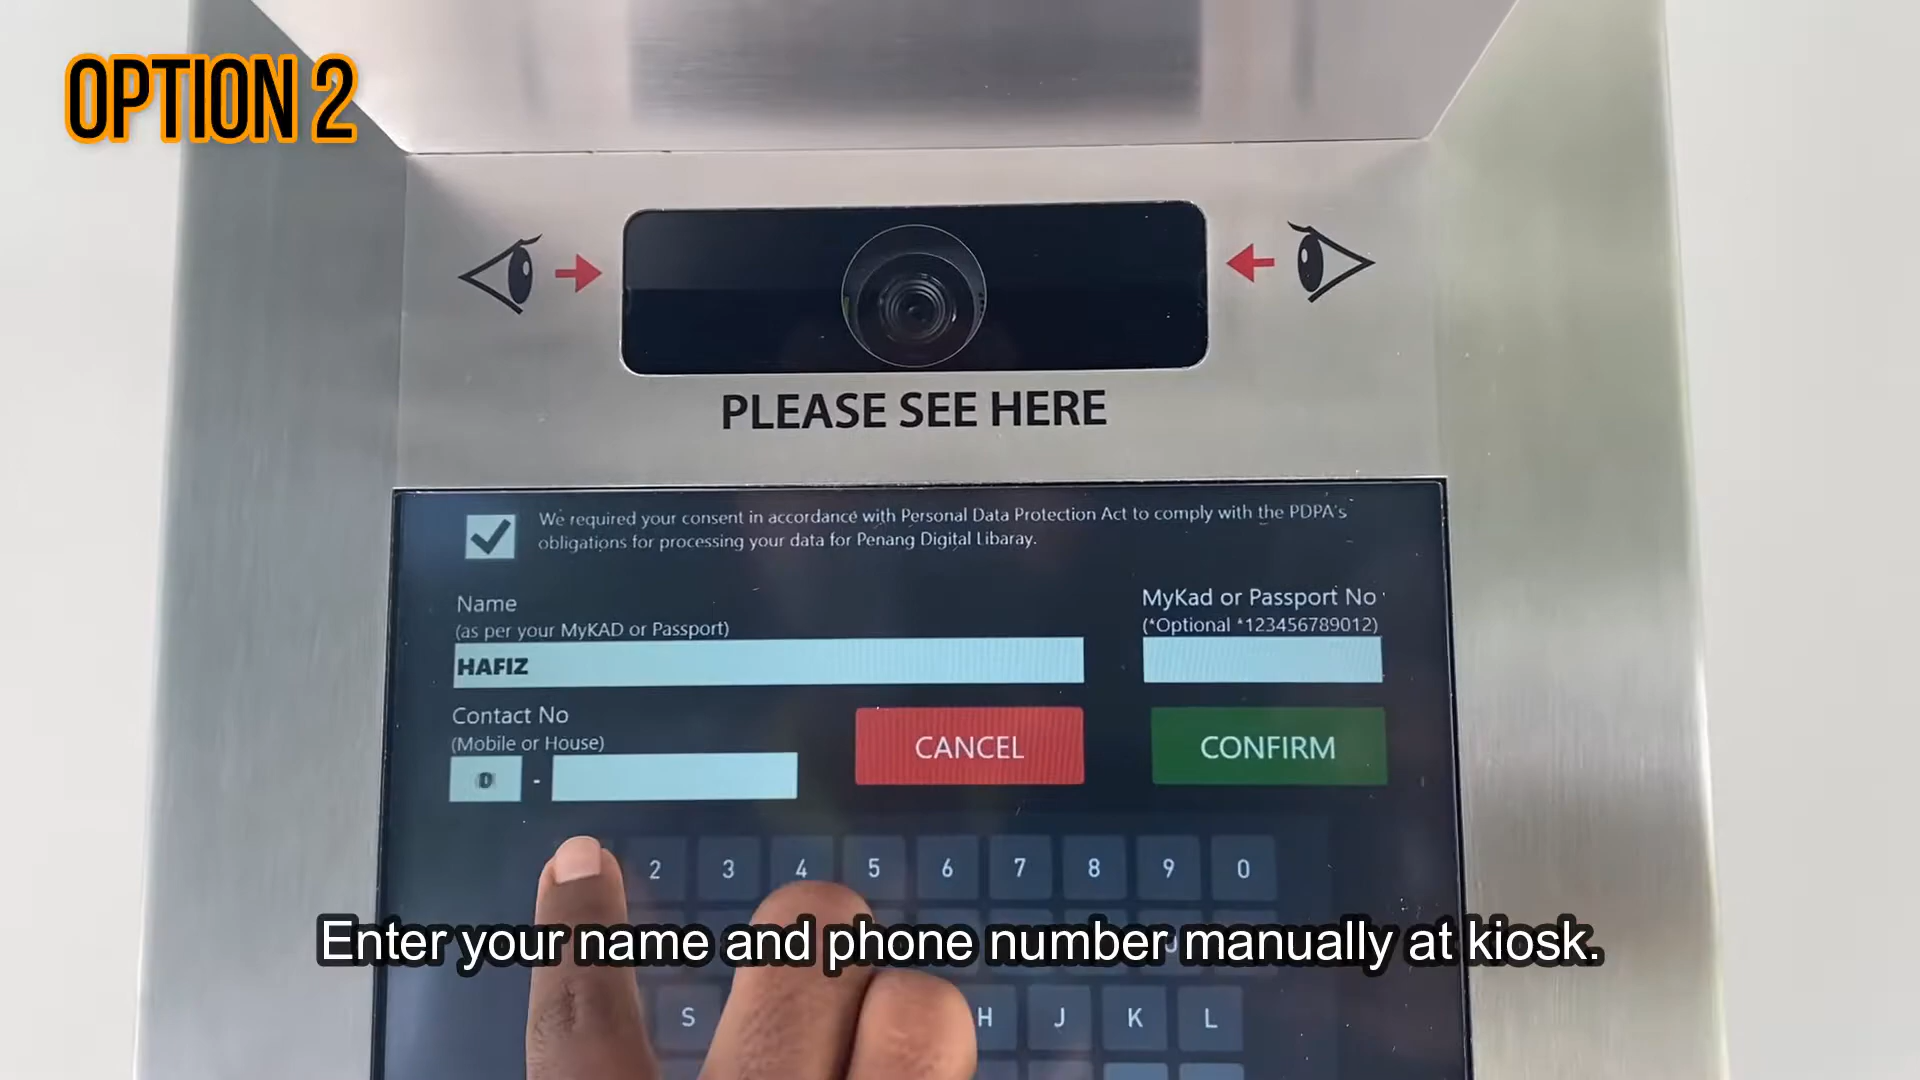 OPTION 2
PLEASE SEE HERE
We required your consent in accordance with Personal Data Protection Act to comply with the PDPA's
obligations for processing your data for Penang Digital Libaray.
Name
(as per your MyKAD or Passport)
HAFIZ
MyKad or Passport No
(*Optional *123456789012)
Contact No
(Mobile or House)
0 -
CANCEL
CONFIRM
2 3 4 5 6 7 8 9 0
Enter your name and phone number manually at kiosk.
S H J K L